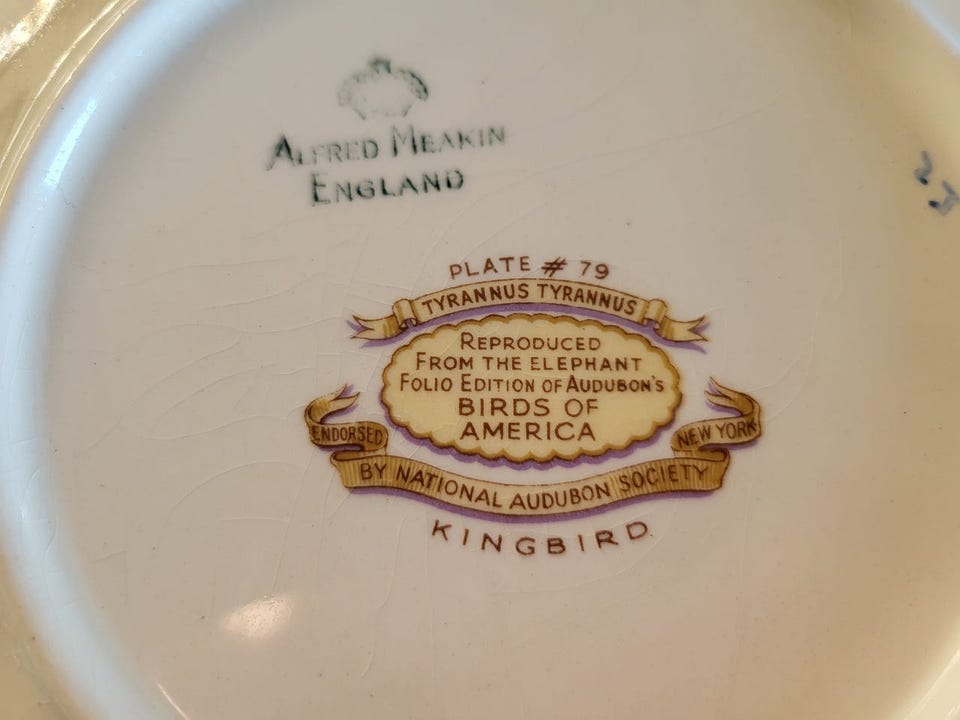 ALFRED MEAKIN
ENGLAND
PLATE # 79
TYRANNUS TYRANNUS
REPRODUCED
FROM THE ELEPHANT
FOLIO EDITION OF AUDUBON'S
BIRDS OF
AMERICA
ENDORSED
BY NATIONAL AUDUBON SOCIETY
NEW YORK
KINGBIRD